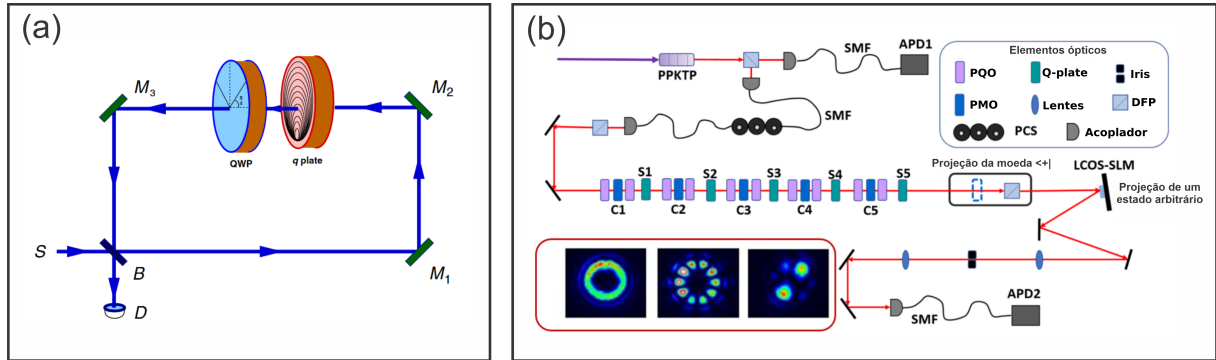 (a)
M3
M2
QWP
q plate
S
B
M1
D
(b)
SMF
APD1
PPKTP
SMF
Elementos ópticos
PQO
Q-plate
Iris
PMO
Lentes
DFP
PCS
Acoplador
Projeção da moeda <+|
LCOS-SLM
Projeção de um
estado arbitrário
S1
S2
S3
S4
S5
C1
C2
C3
C4
C5
APD2
SMF